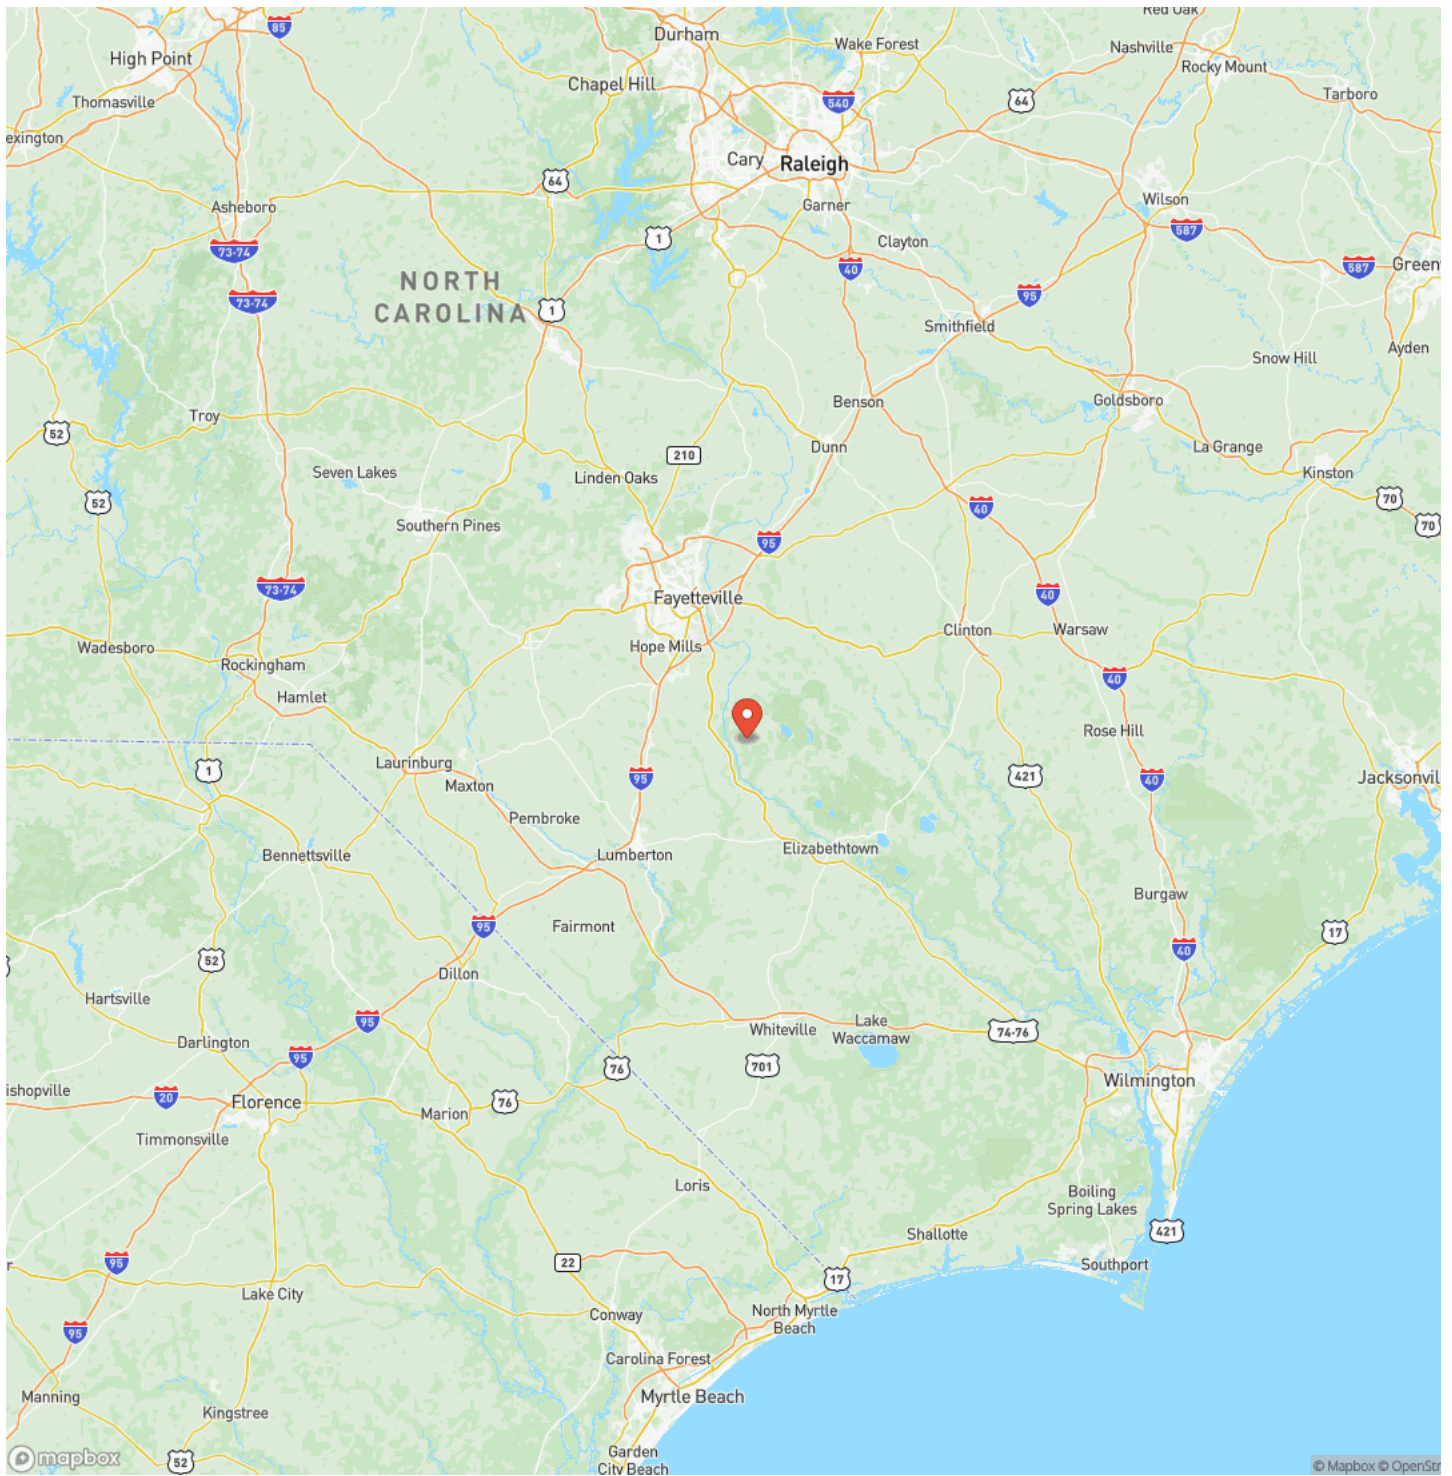 Red Oak
85
Durham
Wake Forest
Nashville
High Point
Rocky Mount
Chapel Hill
Thomasville
540
64
Tarboro
exington
Cary
Raleigh
64
Wilson
Asheboro
Garner
587
1
Clayton
73-74
40
587
Green
NORTH
CAROLINA
73-74
95
1
Smithfield
Snow Hill
Ayden
Benson
Goldsboro
Troy
52
Dunn
La Grange
210
Seven Lakes
Linden Oaks
Kinston
52
70
40
Southern Pines
70
95
73-74
40
Fayetteville
Clinton
Warsaw
Wadesboro
Hope Mills
Rockingham
40
Hamlet
Rose Hill
Laurinburg
1
95
421
40
Jacksonvil
Maxton
Pembroke
Elizabethtown
Bennettsville
Lumberton
Burgaw
95
Fairmont
17
40
52
Dillon
Hartsville
95
Whiteville
Lake
Waccamaw
74-76
Darlington
95
76
701
Wilmington
ishopville
20
Florence
76
Marion
Timmonsville
Loris
Boiling
Spring Lakes
Shallotte
421
95
22
Southport
17
Lake City
Conway
North Myrtle
Beach
95
Carolina Forest
Manning
Myrtle Beach
Kingstree
Garden
City Beach
52
mapbox
© Mapbox © OpenStr